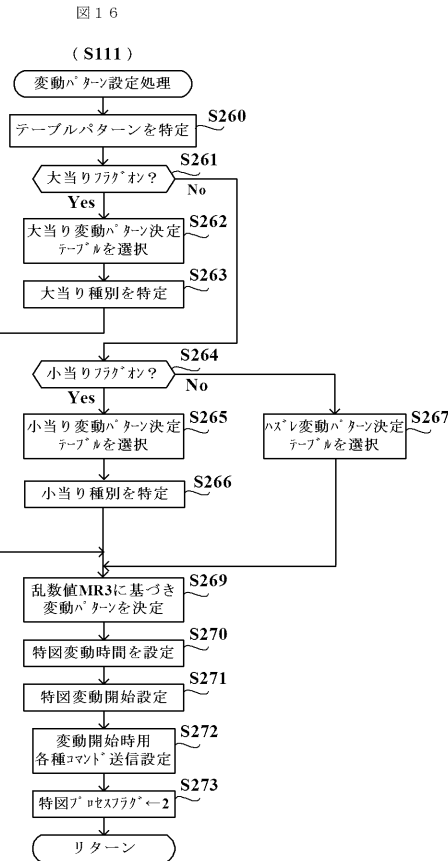 図１６
(S111)
変動パターン設定処理
テーブルパターンを特定
S260
大当りフラグオン？
S261
Yes
No
大当り変動パターン決定
テーブルを選択
S262
大当り種別を特定
S263
小当りフラグオン？
S264
Yes
No
小当り変動パターン決定
テーブルを選択
S265
ハズレ変動パターン決定
テーブルを選択
S267
小当り種別を特定
S266
乱数値MR3に基づき
変動パターンを決定
S269
特図変動時間を設定
S270
特図変動開始設定
S271
変動開始時用
各種コマンド送信設定
S272
特図プロセスフラグ←2
S273
リターン